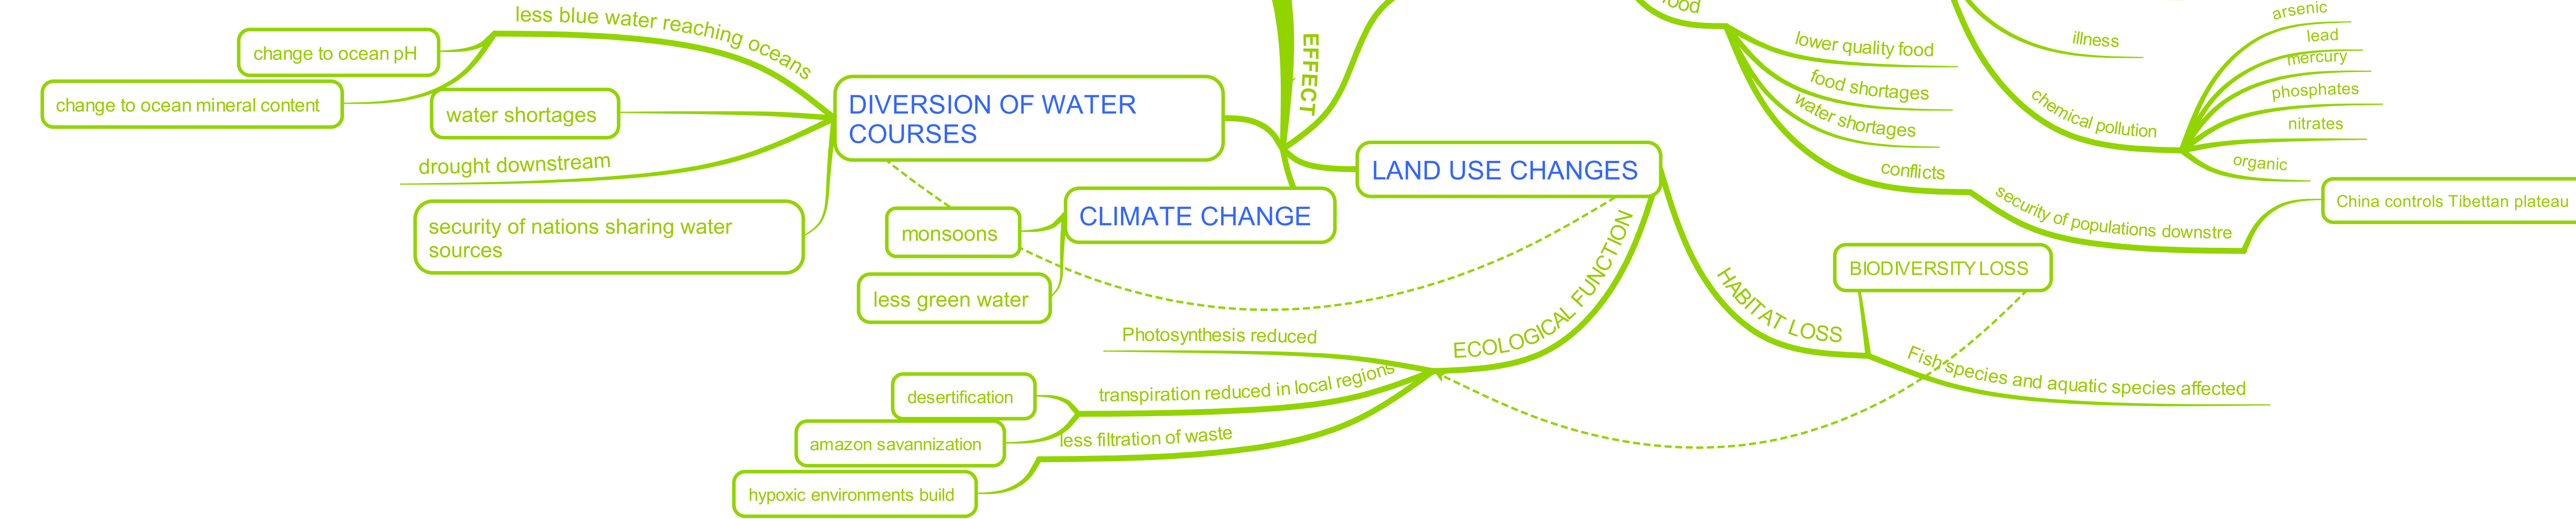 less blue water reaching oceans
change to ocean pH
change to ocean mineral content
water shortages
drought downstream
security of nations sharing water
sources
DIVERSION OF WATER
COURSES
EFFECT
CLIMATE CHANGE
monsoons
less green water
LAND USE CHANGES
ECOLOGICAL FUNCTION
Photosynthesis reduced
transpiration reduced in local regions
desertification
amazon savannization
less filtration of waste
hypoxic environments build
HABITAT LOSS
BIODIVERSITY LOSS
Fish species and aquatic species affected
food
lower quality food
food shortages
water shortages
conflicts
security of populations downstre
China controls Tibettan plateau
illness
chemical pollution
arsenic
lead
mercury
phosphates
nitrates
organic